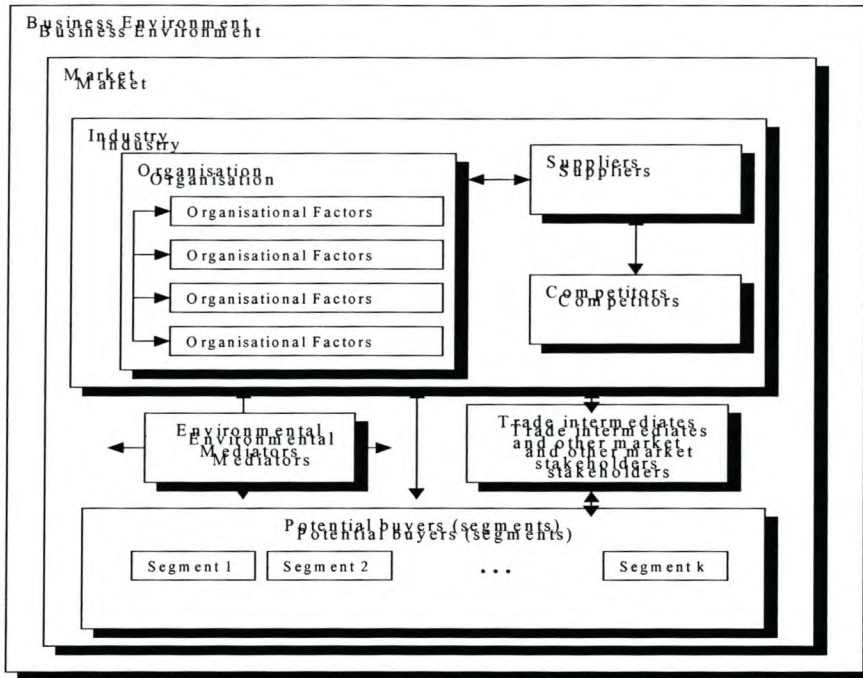 Business Environment
Market
Industry
Organisation
Organisational Factors
Organisational Factors
Organisational Factors
Organisational Factors
Suppliers
Competitors
Environmental
Mediators
Trade intermediates
and other market
stakeholders
Potential buyers (segments)
Segment 1
Segment 2
...
Segment k